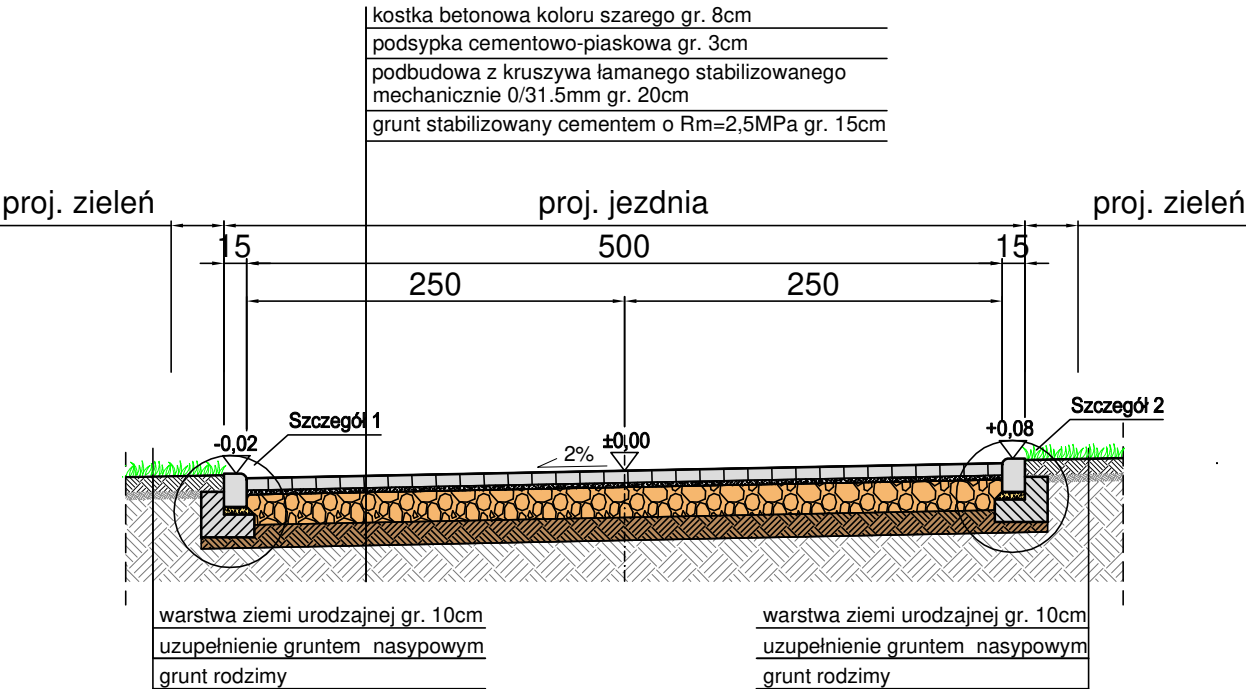 kostka betonowa koloru szarego gr. 8cm
podsypka cementowo-piaskowa gr. 3cm
podbudowa z kruszywa łamanego stabilizowanego
mechanicznie 0/31.5mm gr. 20cm
grunt stabilizowany cementem o Rm=2,5MPa gr. 15cm
proj. zieleń
proj. jezdnia
proj. zieleń
15
500
15
250
250
Szczegół 1
Szczegół 2
-0,02
2%
±0,00
+0,08
warstwa ziemi urodzajnej gr. 10cm
uzupełnienie gruntem nasypowym
grunt rodzimy
warstwa ziemi urodzajnej gr. 10cm
uzupełnienie gruntem nasypowym
grunt rodzimy